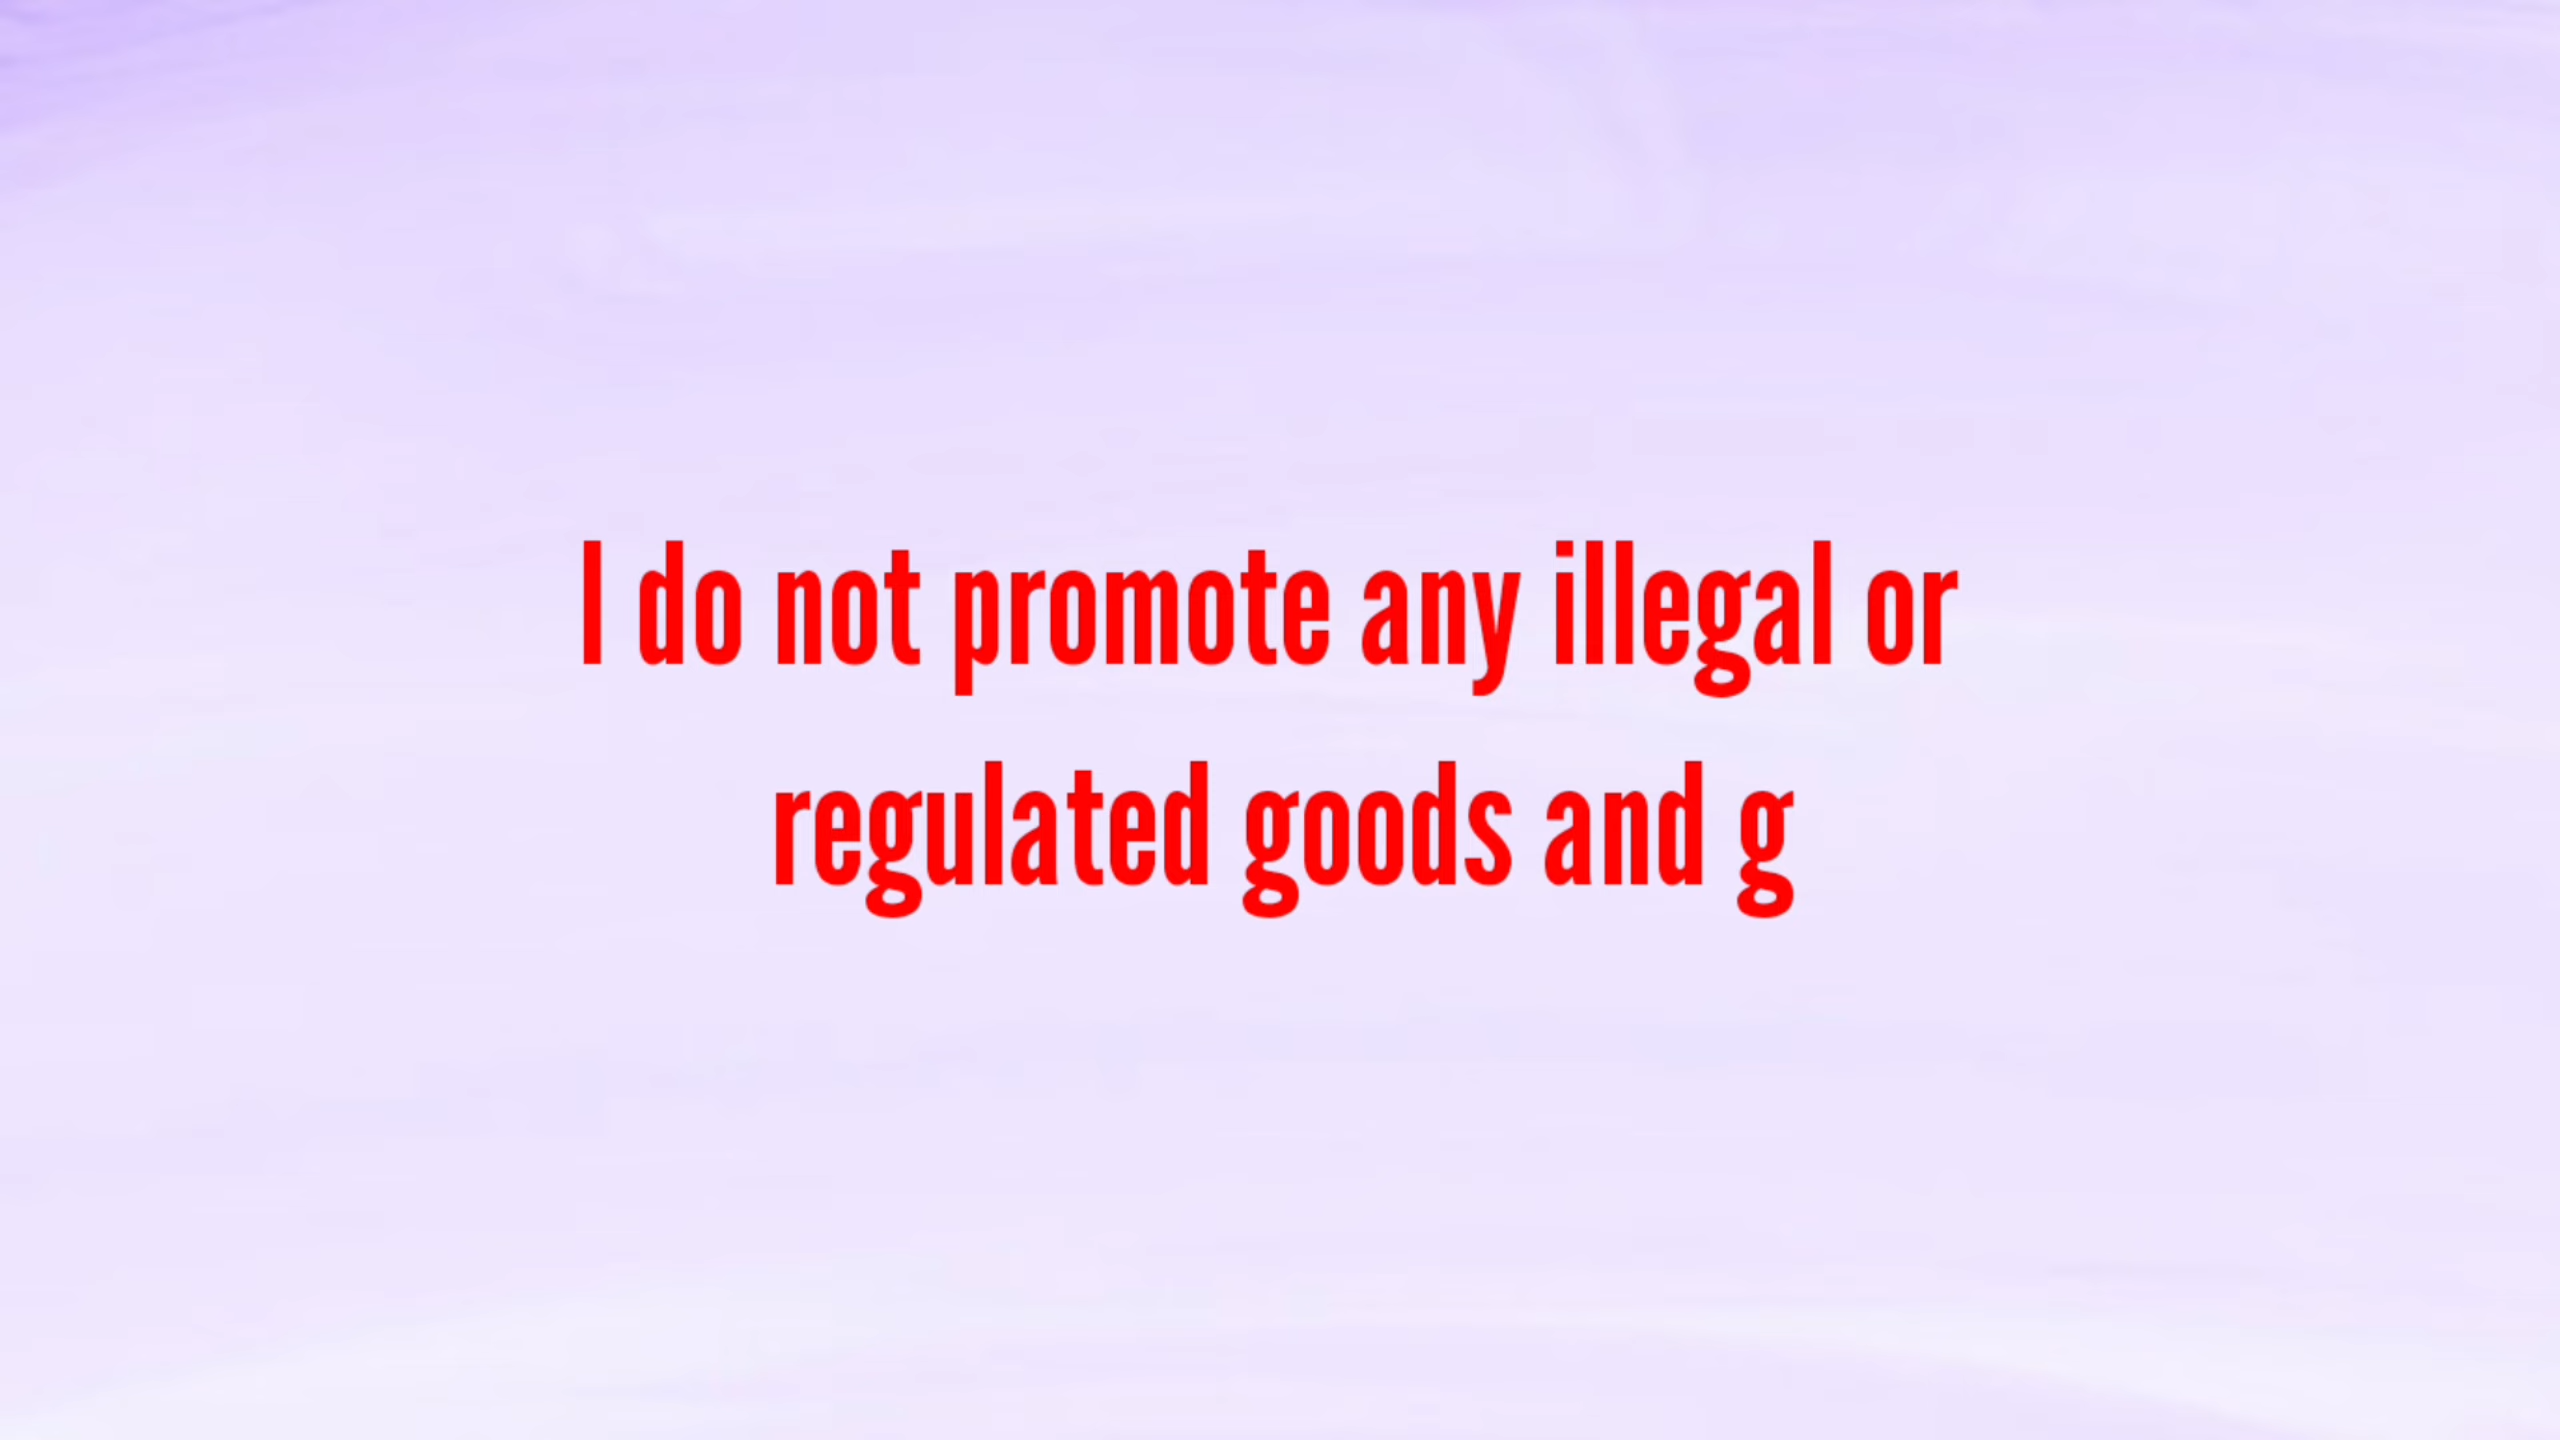 I do not promote any illegal or
regulated goods and g